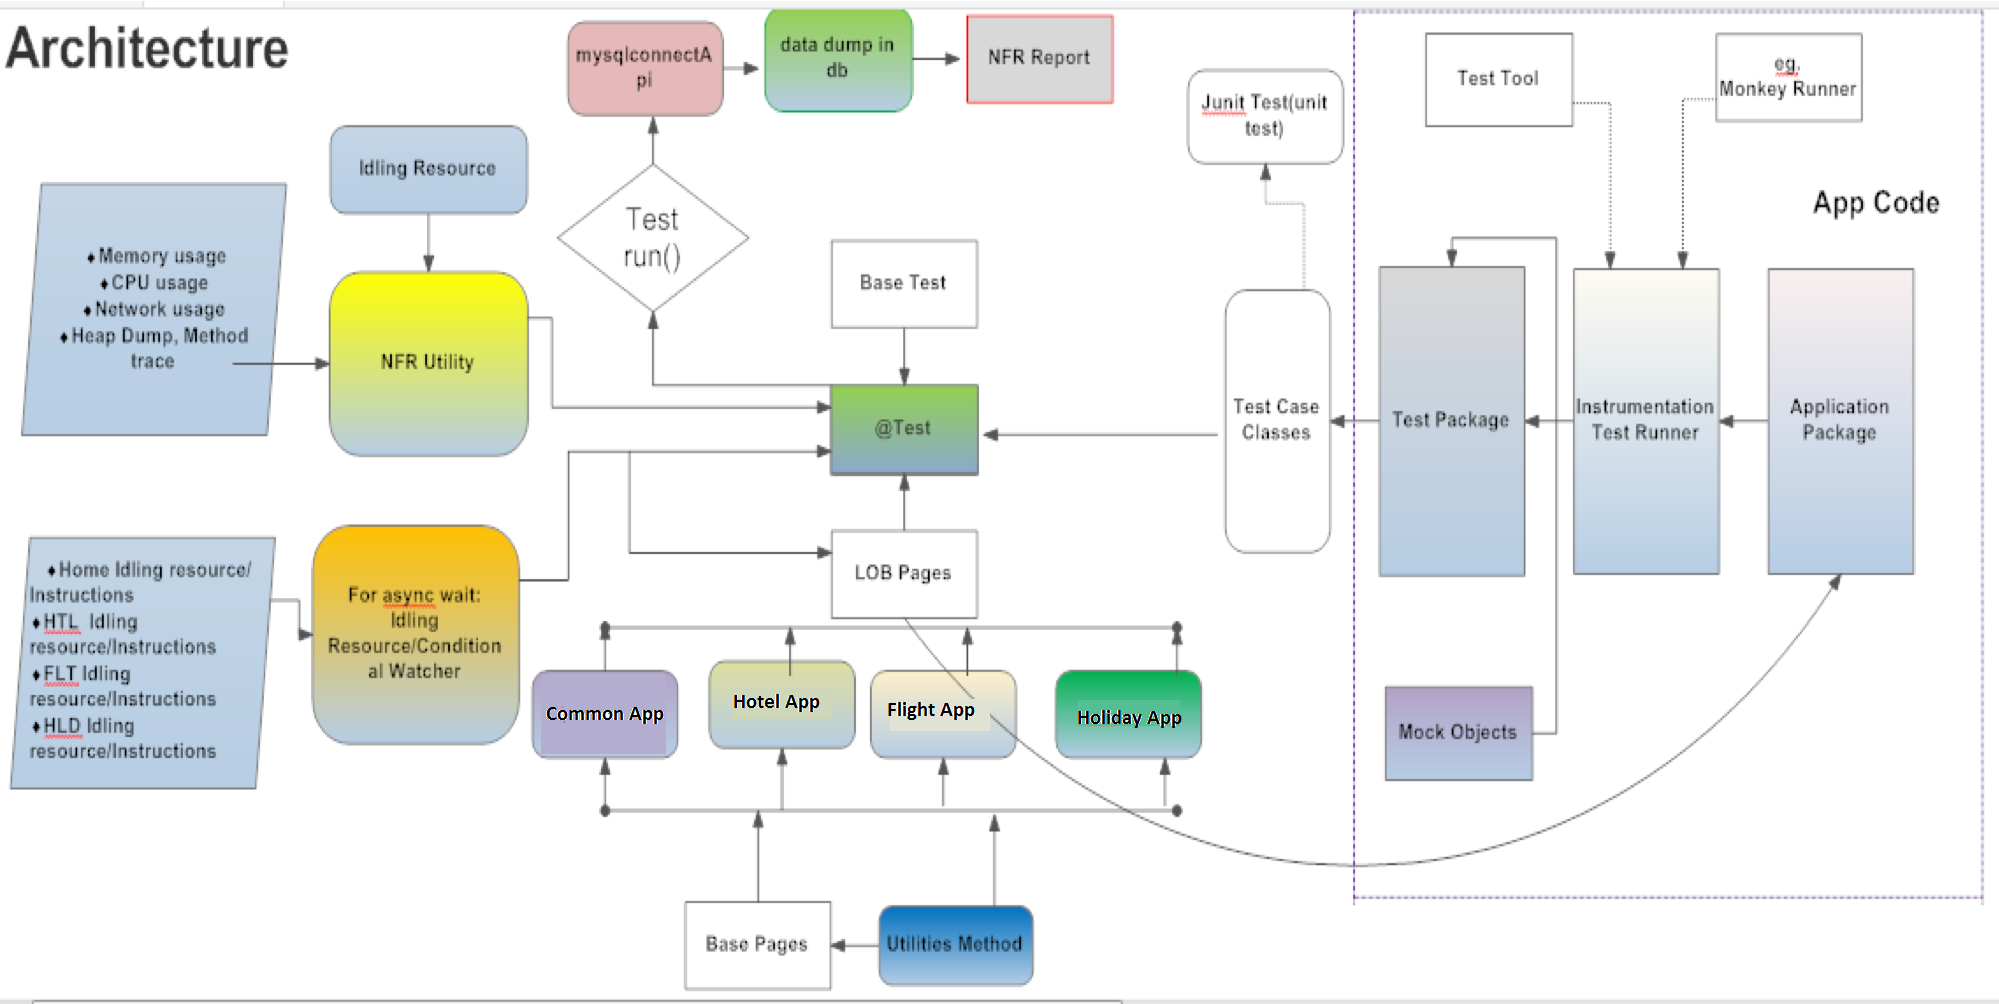 Architecture
mysqlconnectA
pi
data dump in
db
NFR Report
Test Tool
eg.
Monkey Runner
Junit Test(unit
test)
Idling Resource
App Code
Test
run()
♦Memory usage
♦CPU usage
♦Network usage
♦Heap Dump, Method
trace
NFR Utility
Base Test
@Test
Test Case
Classes
Test Package
Instrumentation
Test Runner
Application
Package
♦Home Idling resource/
Instructions
♦HTL Idling
resource/Instructions
♦FLT Idling
resource/Instructions
♦HLD Idling
resource/Instructions
For async wait:
Idling
Resource/Condition
al Watcher
LOB Pages
Common App
Hotel App
Flight App
Holiday App
Mock Objects
Base Pages
Utilities Method